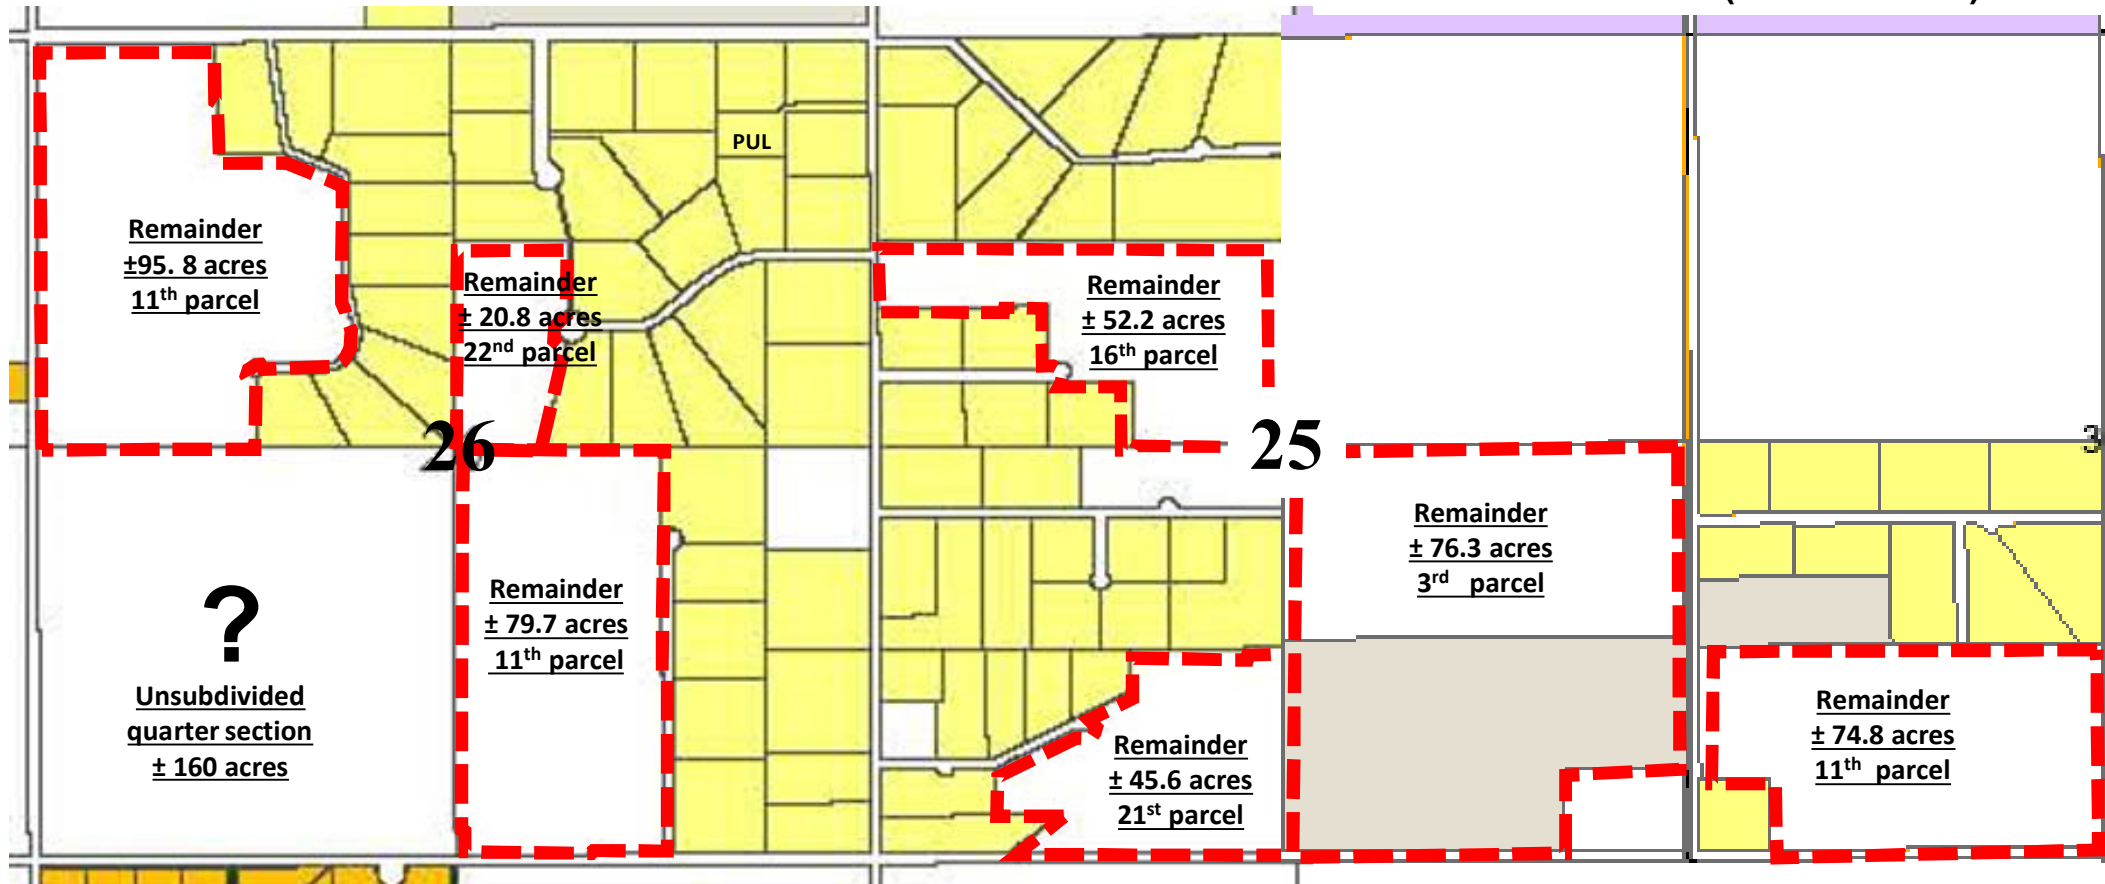 PUL
Remainder
±95. 8 acres
11th parcel
Remainder
± 20.8 acres
22nd parcel
Remainder
± 52.2 acres
16th parcel
26
25
3
Remainder
± 76.3 acres
3rd parcel
Remainder
± 79.7 acres
11th parcel
?
Unsubdivided
quarter section
± 160 acres
Remainder
± 45.6 acres
21st parcel
Remainder
± 74.8 acres
11th parcel